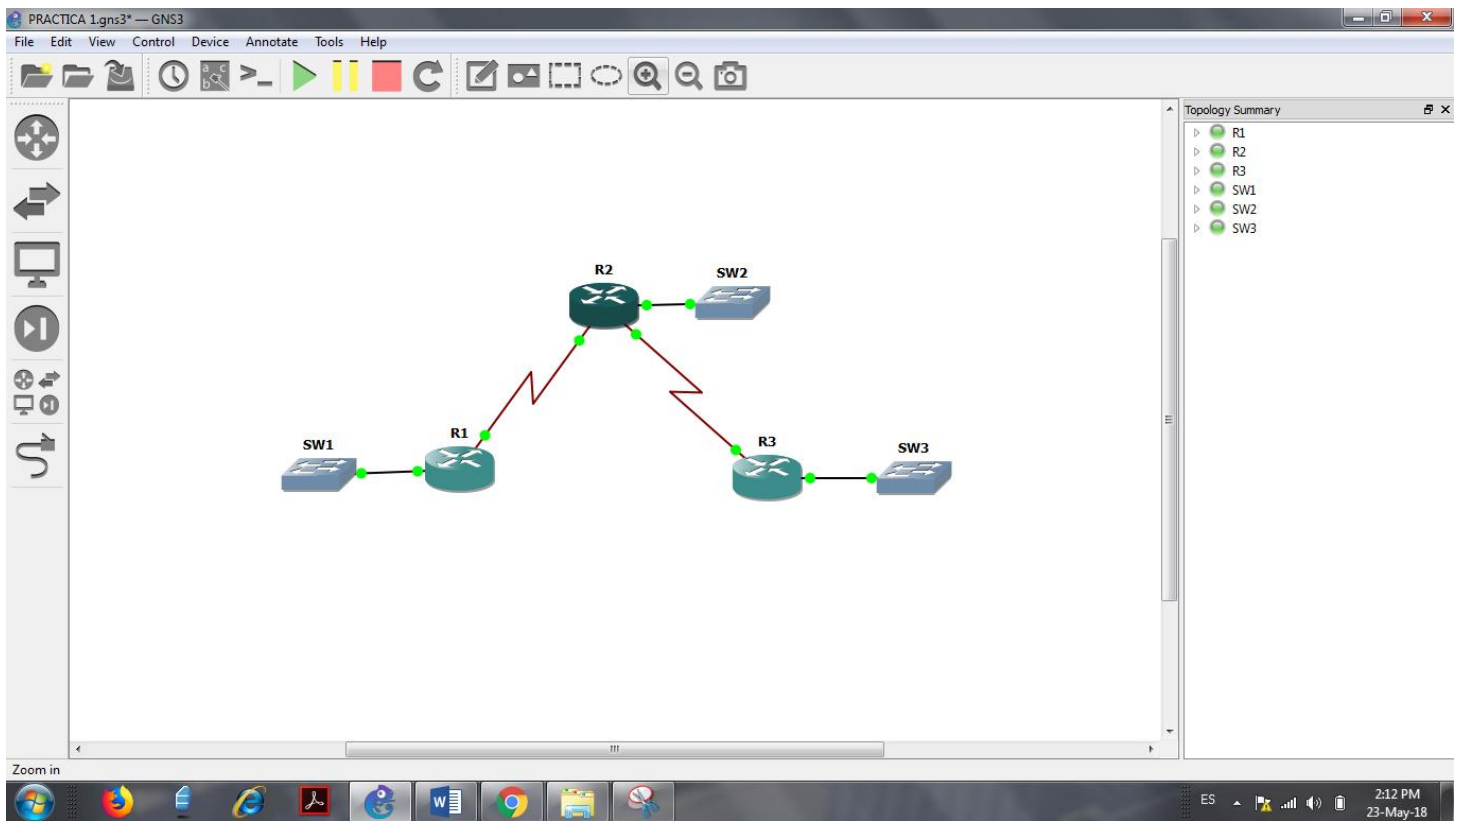 PRACTICA 1.gns3* — GNS3
File Edit View Control Device Annotate Tools Help
Topology Summary
R1
R2
R3
SW1
SW2
SW3
R2
SW2
R1
SW1
R3
SW3
Zoom in
ES
2:12 PM
23-May-18